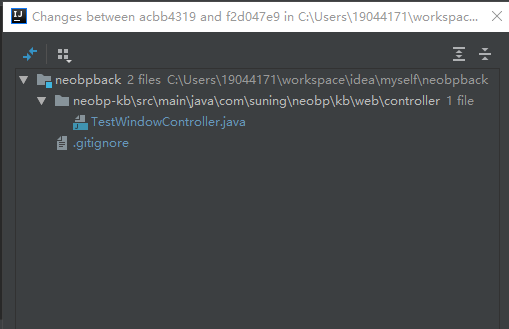 IJ Changes between acbb4319 and f2d047e9 in C:\Users\19044171\workspac...
neobpback 2 files C:\Users\19044171\workspace\idea\myself\neobpback
neobp-kb\src\main\java\com\suning\neobp\kb\web\controller 1 file
TestWindowController.java
.gitignore